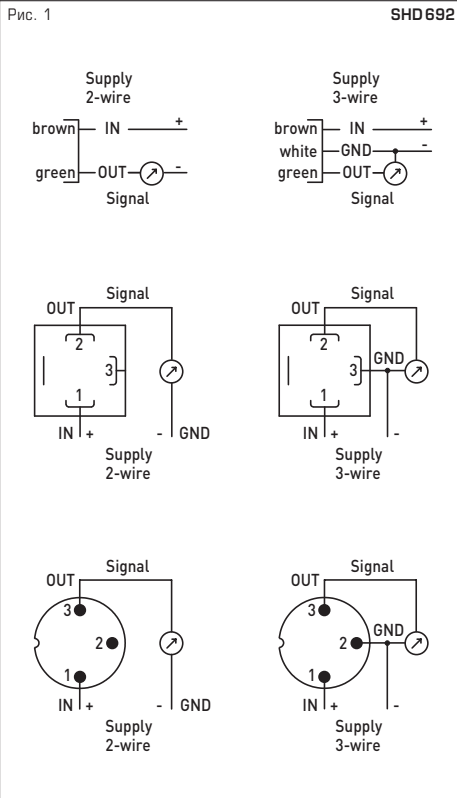 Рис. 1
SHD692
Supply
2-wire
brown IN +
green OUT -
Signal
Supply
3-wire
brown IN +
white GND -
green OUT
Signal
OUT Signal
2
3
1
IN + - GND
Supply
2-wire
OUT Signal
2
3 GND
1
IN + -
Supply
3-wire
OUT Signal
3
2
1
IN + - GND
Supply
2-wire
OUT Signal
3
2 GND
1
IN + -
Supply
3-wire